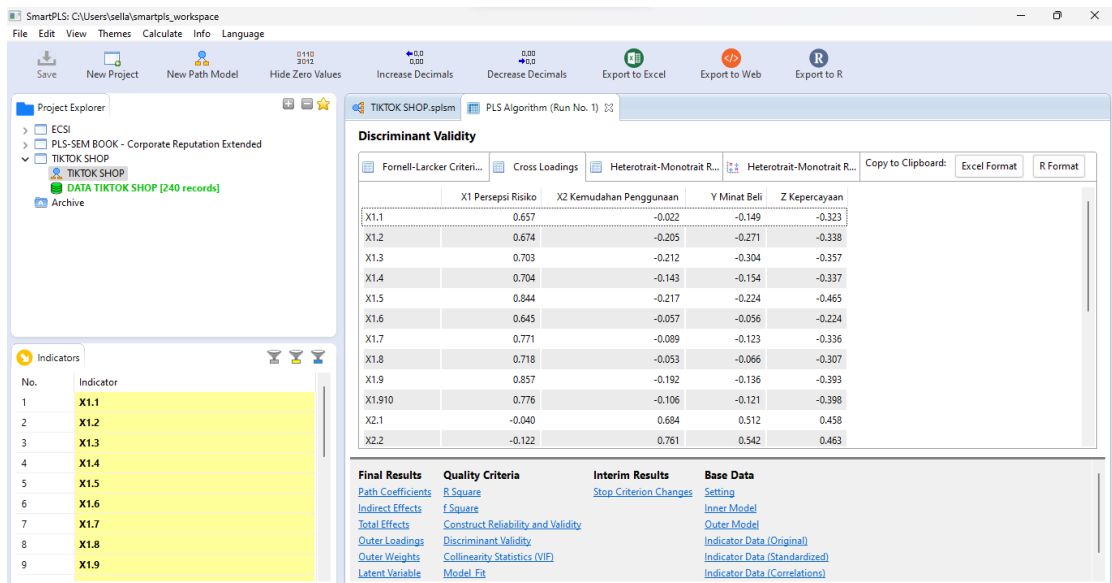 SmartPLS: C:\Users\sella\smartpls_workspace
File Edit View Themes Calculate Info Language
Save New Project New Path Model Hide Zero Values Increase Decimals Decrease Decimals Export to Excel Export to Web Export to R
Project Explorer
ECSI
PLS-SEM BOOK - Corporate Reputation Extended
TIKTOK SHOP
TIKTOK SHOP
DATA TIKTOK SHOP [240 records]
Archive
Indicators
No. Indicator
1 X1.1
2 X1.2
3 X1.3
4 X1.4
5 X1.5
6 X1.6
7 X1.7
8 X1.8
9 X1.9
TIKTOK SHOP.splsm PLS Algorithm (Run No. 1)
Discriminant Validity
Fornell-Larcker Criteri... Cross Loadings Heterotrait-Monotrait R... Heterotrait-Monotrait R... Copy to Clipboard: Excel Format R Format
X1 Persepsi Risiko X2 Kemudahan Penggunaan Y Minat Beli Z Kepercayaan
X1.1 0.657 -0.022 -0.149 -0.323
X1.2 0.674 -0.205 -0.271 -0.338
X1.3 0.703 -0.212 -0.304 -0.357
X1.4 0.704 -0.143 -0.154 -0.337
X1.5 0.844 -0.217 -0.224 -0.465
X1.6 0.645 -0.057 -0.056 -0.224
X1.7 0.771 -0.089 -0.123 -0.336
X1.8 0.718 -0.053 -0.066 -0.307
X1.9 0.857 -0.192 -0.136 -0.393
X1.910 0.776 -0.106 -0.121 -0.398
X2.1 -0.040 0.684 0.512 0.458
X2.2 -0.122 0.761 0.542 0.463
Final Results Quality Criteria Interim Results Base Data
Path Coefficients R Square Stop Criterion Changes Setting
Indirect Effects f Square Inner Model
Total Effects Construct Reliability and Validity Outer Model
Outer Loadings Discriminant Validity Indicator Data (Original)
Outer Weights Collinearity Statistics (VIF) Indicator Data (Standardized)
Latent Variable Model Fit Indicator Data (Correlations)